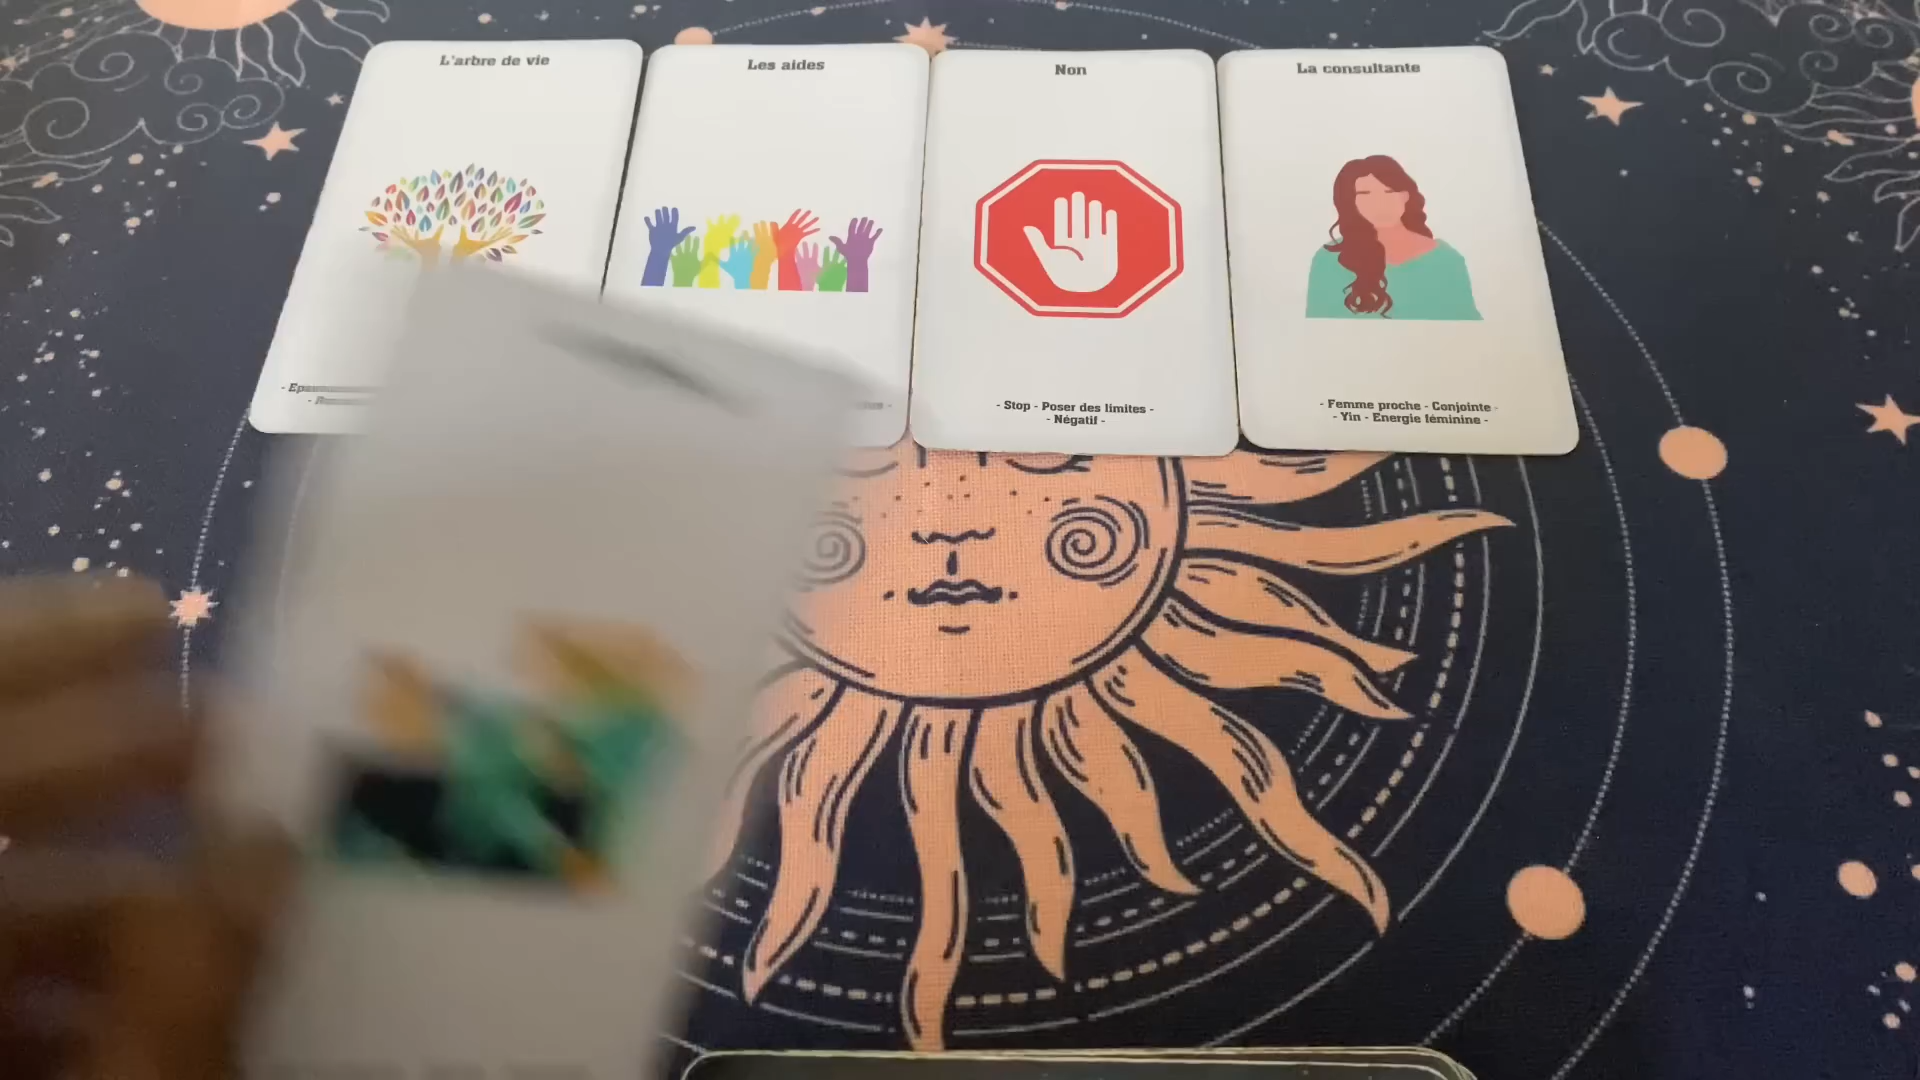 L'arbre de vie
Les aides
Non
La consultante
- Stop - Poser des limites -
- Négatif -
- Femme proche - Conjointe -
- Yin - Energie féminine -